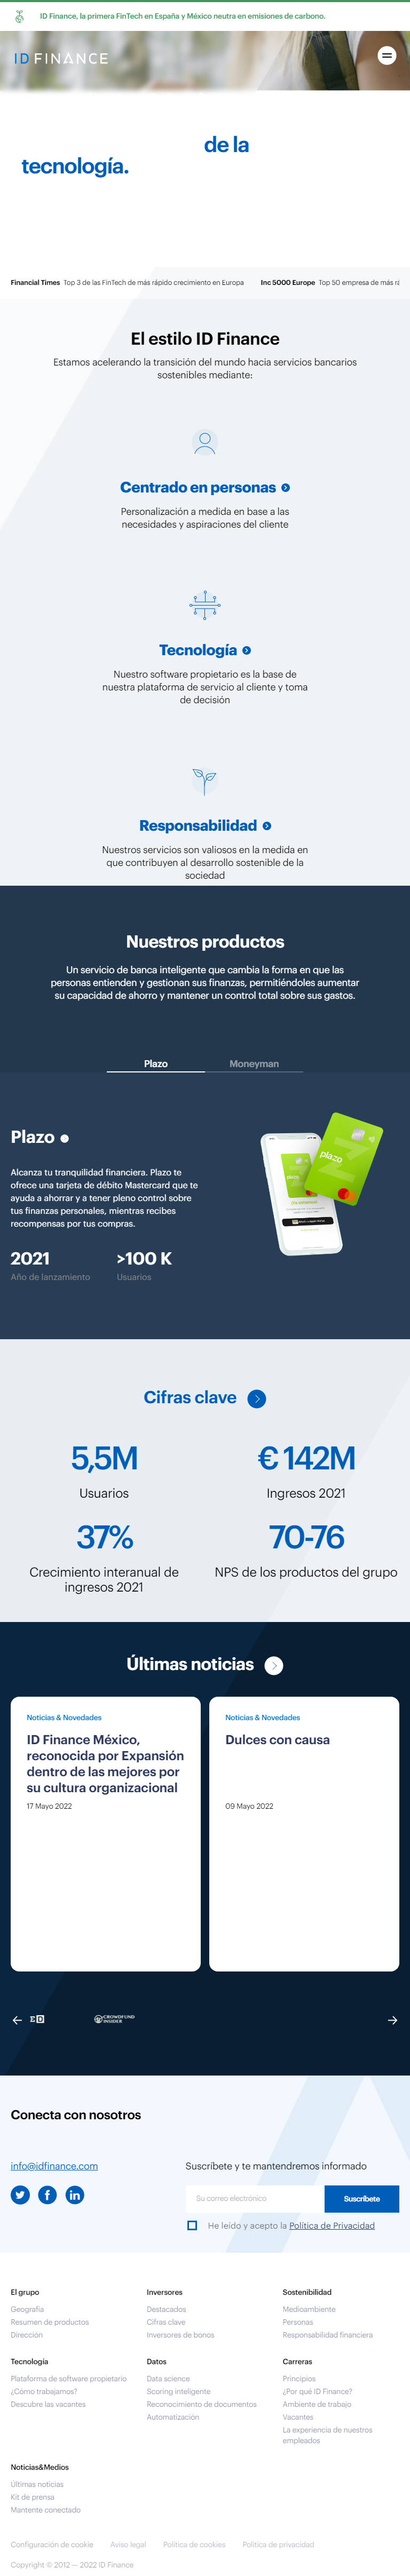 ID Finance, la primera FinTech en España y México neutra en emisiones de carbono.
ID FINANCE
de la
tecnología.
Financial Times Top 3 de las FinTech de más rápido crecimiento en Europa Inc 5000 Europe Top 50 empresa de más
El estilo ID Finance
Estamos acelerando la transición del mundo hacia servicios bancarios
sostenibles mediante:
Centrado en personas
Personalización a medida en base a las
necesidades y aspiraciones del cliente
Tecnología
Nuestro software propietario es la base de
nuestra plataforma de servicio al cliente y toma
de decisión
Responsabilidad
Nuestros servicios son valiosos en la medida en
que contribuyen al desarrollo sostenible de la
sociedad
Nuestros productos
Un servicio de banca inteligente que cambia la forma en que las
personas entienden y gestionan sus finanzas, permitiéndoles aumentar
su capacidad de ahorro y mantener un control total sobre sus gastos.
Plazo Moneyman
Plazo
Alcanza tu tranquilidad financiera. Plazo te
ofrece una tarjeta de débito Mastercard que te
ayuda a ahorrar y a tener pleno control sobre
tus finanzas personales, mientras recibes
recompensas por tus compras.
plazo
2021 >100 K
Año de lanzamiento Usuarios
Cifras clave
5,5M € 142M
Usuarios Ingresos 2021
37% 70-76
Crecimiento interanual de NPS de los productos del grupo
ingresos 2021
Últimas noticias
Noticias & Novedades
ID Finance México,
reconocida por Expansión
dentro de las mejores por
su cultura organizacional
17 Mayo 2022
Noticias & Novedades
Dulces con causa
09 Mayo 2022
CROWDFUND
INSIDER
Conecta con nosotros
info@idfinance.com
Suscríbete y te mantendremos informado
Su correo electrónico Suscríbete
He leído y acepto la Política de Privacidad
El grupo
Geografía
Resumen de productos
Dirección
Inversores
Destacados
Cifras clave
Inversores de bonos
Sostenibilidad
Medioambiente
Personas
Responsabilidad financiera
Tecnología
Plataforma de software propietario
¿Cómo trabajamos?
Descubre las vacantes
Datos
Data science
Scoring inteligente
Reconocimiento de documentos
Automatización
Carreras
Principios
¿Por qué ID Finance?
Ambiente de trabajo
Vacantes
La experiencia de nuestros
empleados
Noticias&Medios
Últimas noticias
Kit de prensa
Mantente conectado
Configuración de cookie Aviso legal Política de cookies Política de privacidad
Copyright © 2012 — 2022 ID Finance